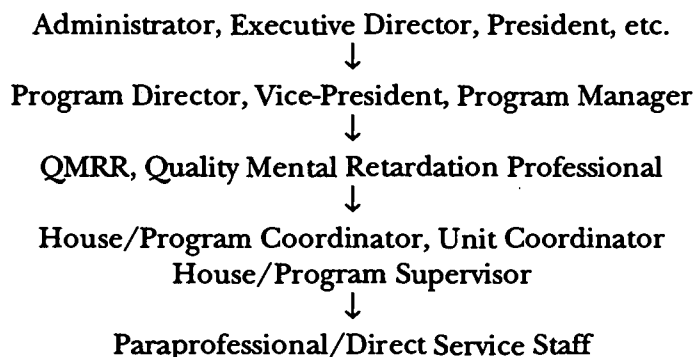 Administrator, Executive Director, President, etc.
↓
Program Director, Vice-President, Program Manager
↓
QMRR, Quality Mental Retardation Professional
↓
House/Program Coordinator, Unit Coordinator
House/Program Supervisor
↓
Paraprofessional/Direct Service Staff